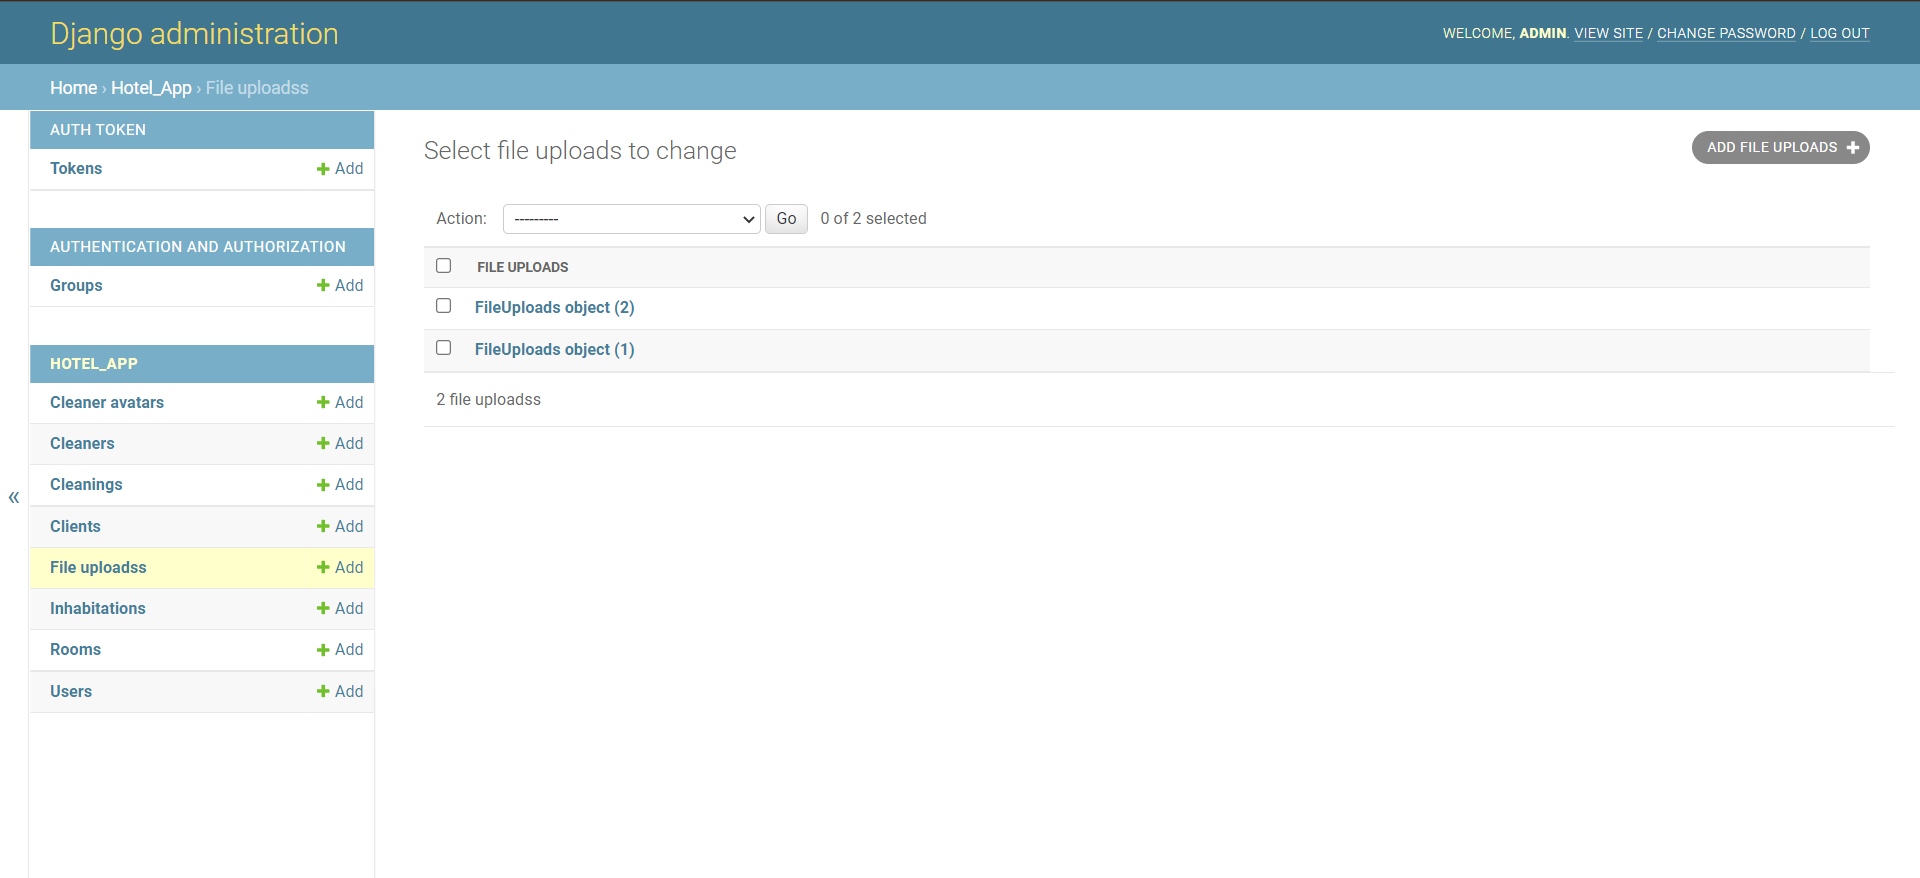 Django administration
WELCOME, ADMIN. VIEW SITE / CHANGE PASSWORD / LOG OUT
Home › Hotel_App › File uploadss
AUTH TOKEN
Tokens Add
AUTHENTICATION AND AUTHORIZATION
Groups Add
HOTEL_APP
Cleaner avatars Add
Cleaners Add
Cleanings Add
Clients Add
File uploadss Add
Inhabitations Add
Rooms Add
Users Add
«
Select file uploads to change
ADD FILE UPLOADS
Action: --------- Go 0 of 2 selected
FILE UPLOADS
FileUploads object (2)
FileUploads object (1)
2 file uploadss